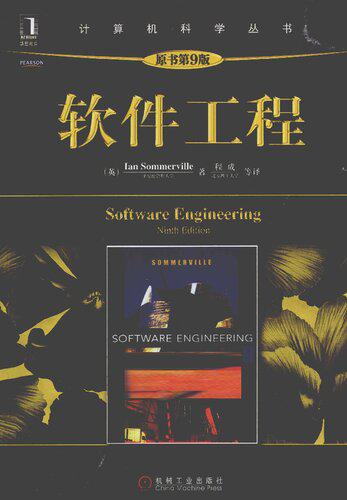 计算机科学丛书
PEARSON
原书第9版
软件工程
(英) Ian Sommerville 著 程成 等译
Software Engineering
Ninth Edition
SOMMERVILLE
SOFTWARE ENGINEERING
机械工业出版社
China Machine Press